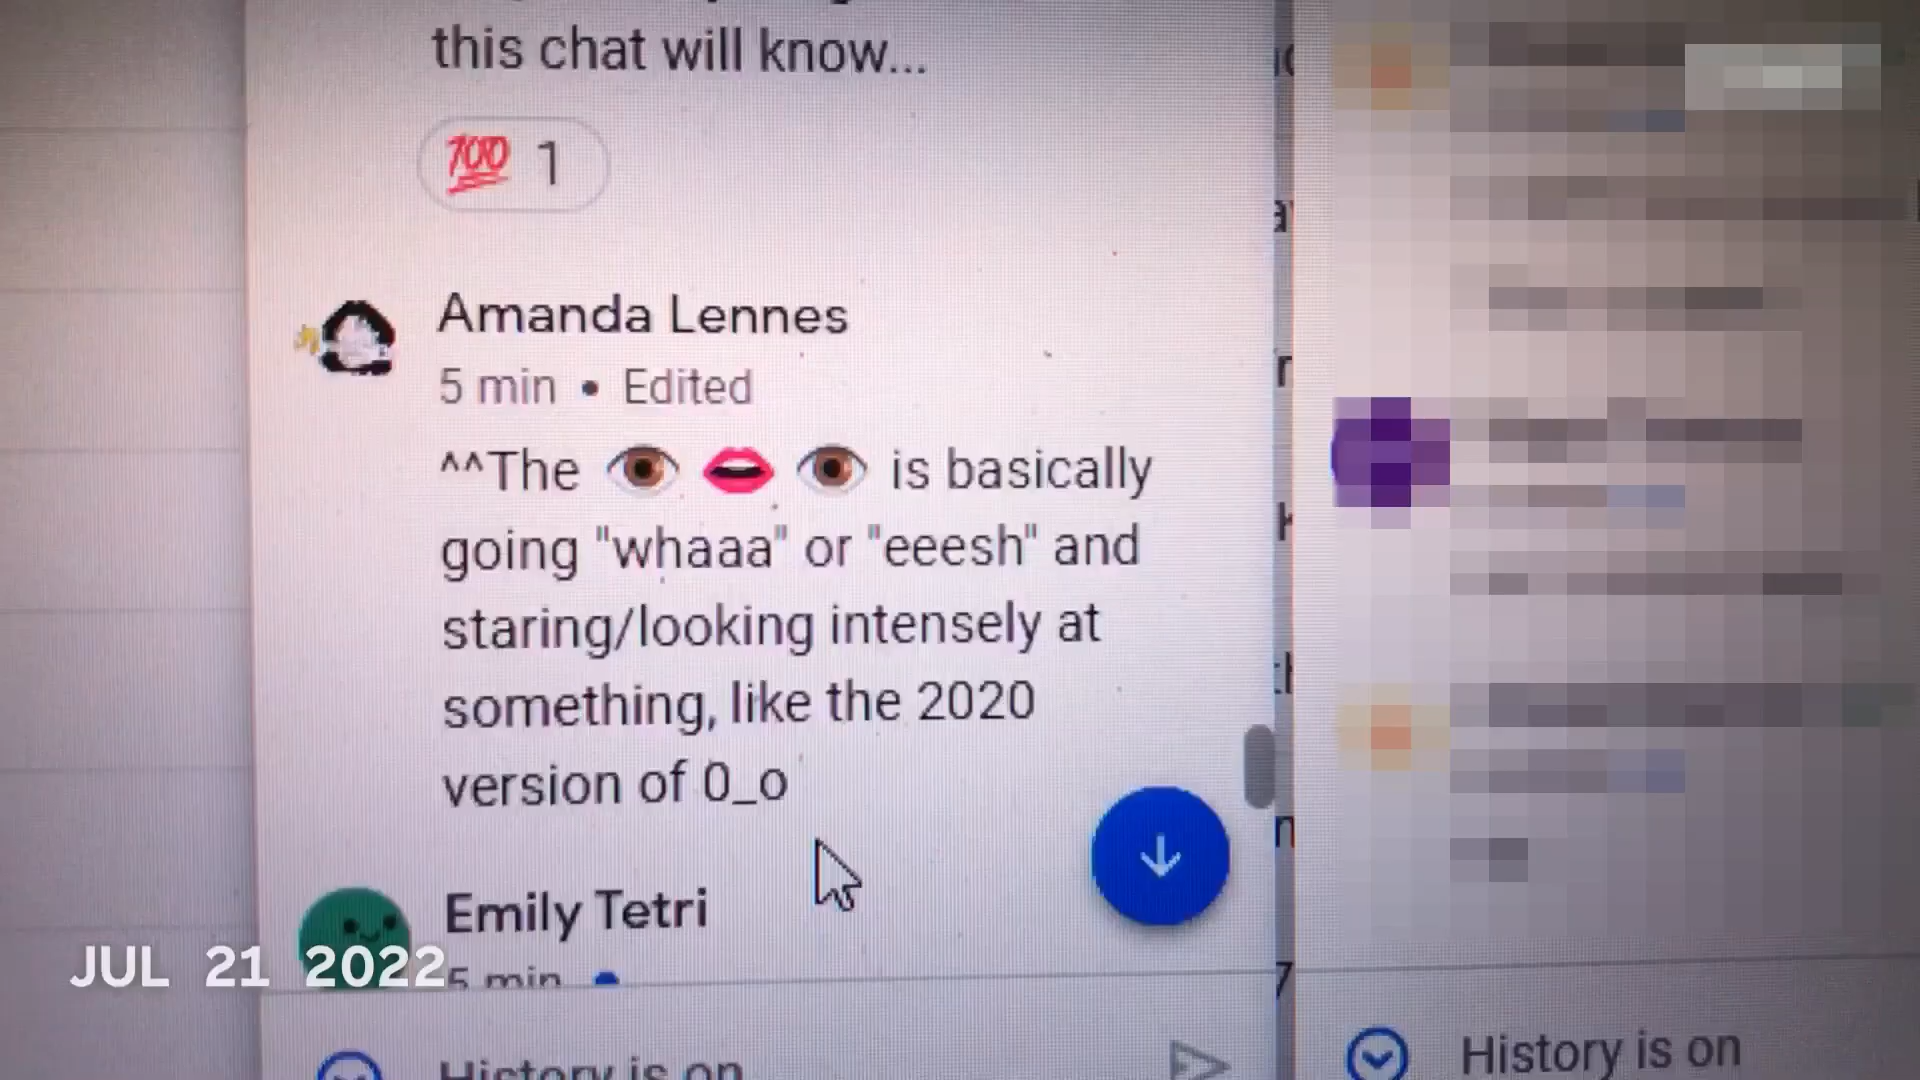 this chat will know...
💯 1
Amanda Lennes
5 min • Edited
^^The 👁️ 👄 👁️ is basically
going "whaaa" or "eeesh" and
staring/looking intensely at
something, like the 2020
version of 0_o
Emily Tetri
5 min
JUL 21 2022
History is on
History is on